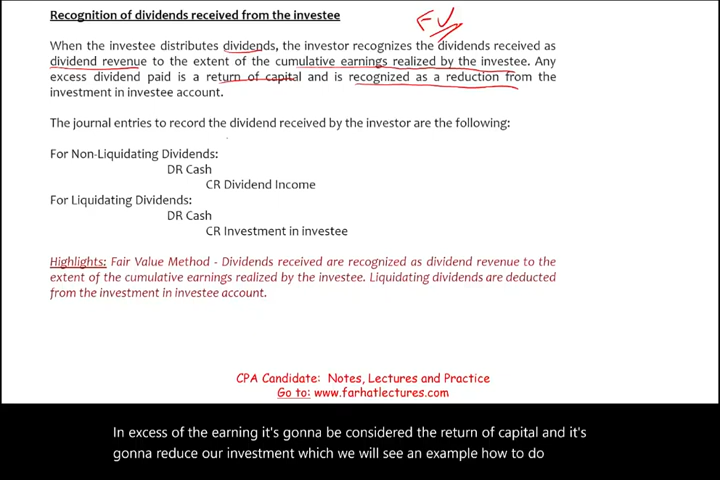 Recognition of dividends received from the investee
FV
When the investee distributes dividends, the investor recognizes the dividends received as
dividend revenue to the extent of the cumulative earnings realized by the investee. Any
excess dividend paid is a return of capital and is recognized as a reduction from the
investment in investee account.
The journal entries to record the dividend received by the investor are the following:
For Non-Liquidating Dividends:
DR Cash
CR Dividend Income
For Liquidating Dividends:
DR Cash
CR Investment in investee
Highlights: Fair Value Method - Dividends received are recognized as dividend revenue to the
extent of the cumulative earnings realized by the investee. Liquidating dividends are deducted
from the investment in investee account.
CPA Candidate: Notes, Lectures and Practice
Go to: www.farhatlectures.com
In excess of the earning it's gonna be considered the return of capital and it's
gonna reduce our investment which we will see an example how to do